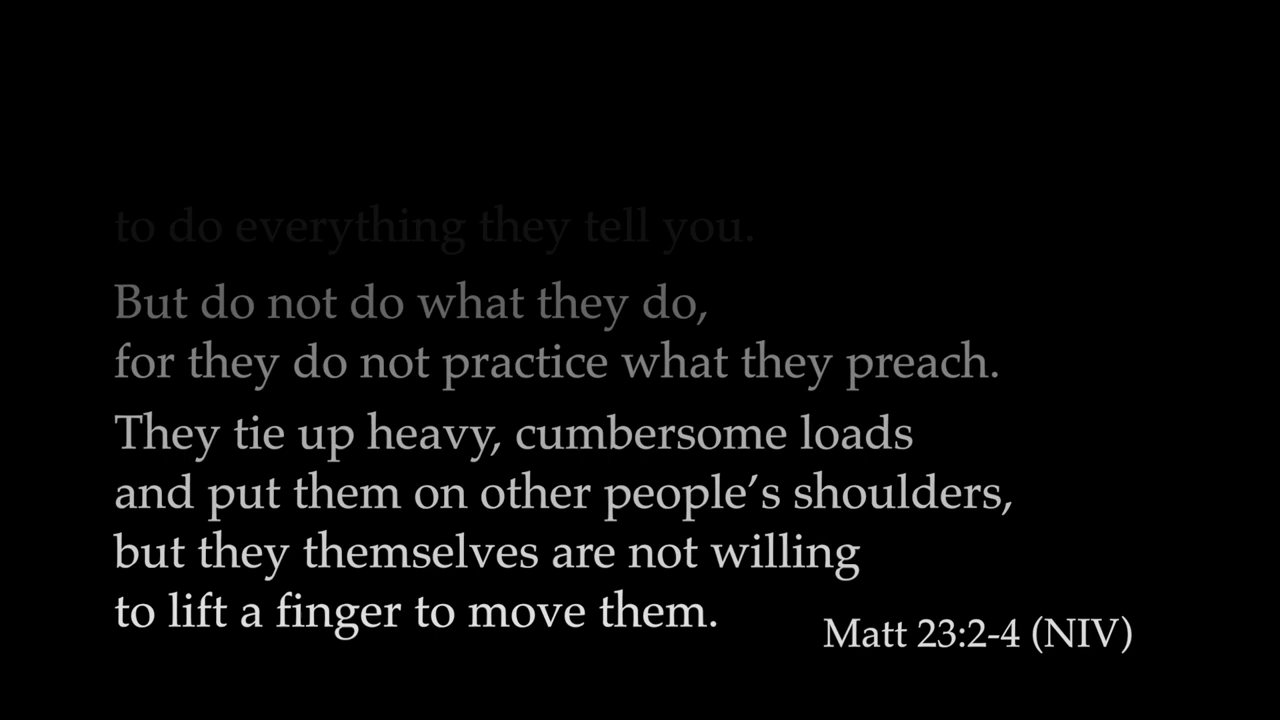 to do everything they tell you.
But do not do what they do,
for they do not practice what they preach.
They tie up heavy, cumbersome loads
and put them on other people’s shoulders,
but they themselves are not willing
to lift a finger to move them.
Matt 23:2-4 (NIV)